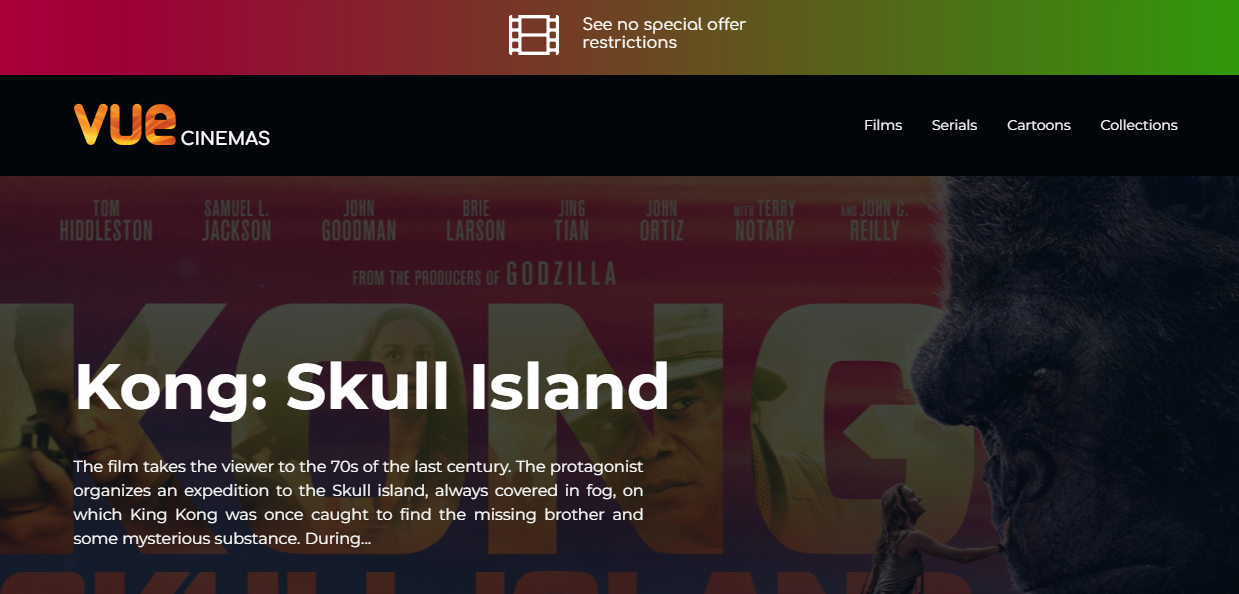 See no special offer
restrictions
vue CINEMAS
Films Serials Cartoons Collections
TOM HIDDLESTON
SAMUEL L. JACKSON
JOHN GOODMAN
BRIE LARSON
JING TIAN
JOHN ORTIZ
WITH TERRY NOTARY
AND JOHN C. REILLY
FROM THE PRODUCERS OF GODZILLA
KONG
Kong: Skull Island
The film takes the viewer to the 70s of the last century. The protagonist
organizes an expedition to the Skull island, always covered in fog, on
which King Kong was once caught to find the missing brother and
some mysterious substance. During...
SKULL ISLAND